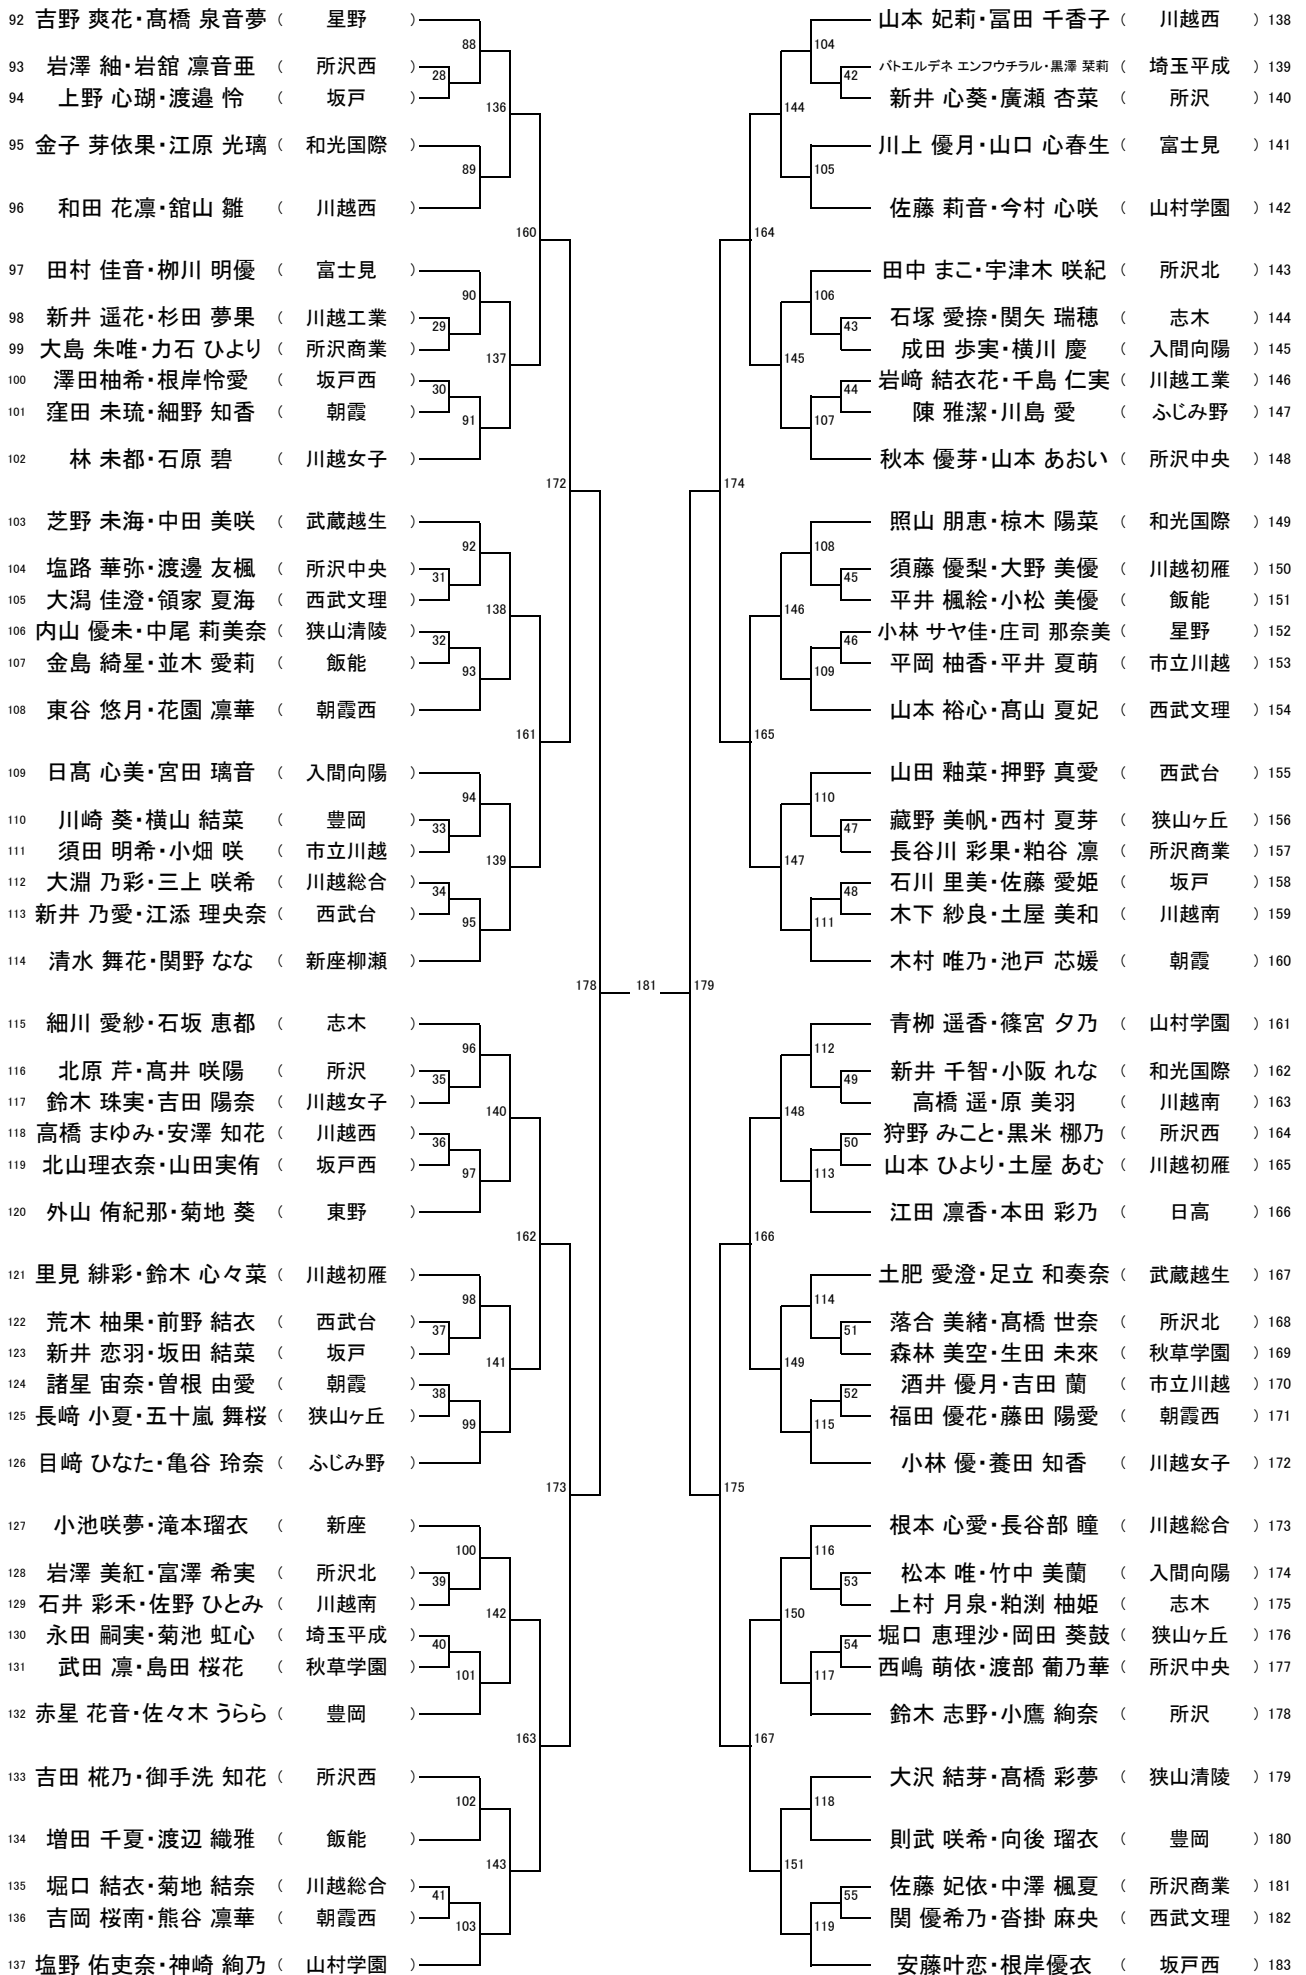 92 吉野 爽花・髙橋 泉音夢 ( 星野 )
88
93 岩澤 紬・岩舘 凛音亜 ( 所沢西 )
28
94 上野 心瑚・渡邉 怜 ( 坂戸 )
136
95 金子 芽依果・江原 光璃 ( 和光国際 )
89
96 和田 花凛・舘山 雛 ( 川越西 )
160
97 田村 佳音・栁川 明優 ( 富士見 )
90
98 新井 遥花・杉田 夢果 ( 川越工業 )
29
99 大島 朱唯・力石 ひより ( 所沢商業 )
137
100 澤田柚希・根岸怜愛 ( 坂戸西 )
30
101 窪田 未琉・細野 知香 ( 朝霞 )
91
102 林 未都・石原 碧 ( 川越女子 )
172
103 芝野 未海・中田 美咲 ( 武蔵越生 )
92
104 塩路 華弥・渡邊 友楓 ( 所沢中央 )
31
105 大潟 佳澄・領家 夏海 ( 西武文理 )
138
106 内山 優未・中尾 莉美奈 ( 狭山清陵 )
32
107 金島 綺星・並木 愛莉 ( 飯能 )
93
108 東谷 悠月・花園 凛華 ( 朝霞西 )
161
109 日髙 心美・宮田 璃音 ( 入間向陽 )
94
110 川崎 葵・横山 結菜 ( 豊岡 )
33
111 須田 明希・小畑 咲 ( 市立川越 )
139
112 大淵 乃彩・三上 咲希 ( 川越総合 )
34
113 新井 乃愛・江添 理央奈 ( 西武台 )
95
114 清水 舞花・関野 なな ( 新座柳瀬 )
178
115 細川 愛紗・石坂 恵都 ( 志木 )
96
116 北原 芹・髙井 咲陽 ( 所沢 )
35
117 鈴木 珠実・吉田 陽奈 ( 川越女子 )
140
118 高橋 まゆみ・安澤 知花 ( 川越西 )
36
119 北山理衣奈・山田実侑 ( 坂戸西 )
97
120 外山 侑紀那・菊地 葵 ( 東野 )
162
121 里見 緋彩・鈴木 心々菜 ( 川越初雁 )
98
122 荒木 柚果・前野 結衣 ( 西武台 )
37
123 新井 恋羽・坂田 結菜 ( 坂戸 )
141
124 諸星 宙奈・曽根 由愛 ( 朝霞 )
38
125 長﨑 小夏・五十嵐 舞桜 ( 狭山ヶ丘 )
99
126 目﨑 ひなた・亀谷 玲奈 ( ふじみ野 )
173
127 小池咲夢・滝本瑠衣 ( 新座 )
100
128 岩澤 美紅・富澤 希実 ( 所沢北 )
39
129 石井 彩禾・佐野 ひとみ ( 川越南 )
142
130 永田 嗣実・菊池 虹心 ( 埼玉平成 )
40
131 武田 凛・島田 桜花 ( 秋草学園 )
101
132 赤星 花音・佐々木 うらら ( 豊岡 )
163
133 吉田 椛乃・御手洗 知花 ( 所沢西 )
102
134 増田 千夏・渡辺 織雅 ( 飯能 )
143
135 堀口 結衣・菊地 結奈 ( 川越総合 )
41
136 吉岡 桜南・熊谷 凛華 ( 朝霞西 )
103
137 塩野 佑吏奈・神崎 絢乃 ( 山村学園 )
181
山本 妃莉・冨田 千香子 ( 川越西 ) 138
104
バトエルデネ エンフウチラル・黒澤 栞莉 ( 埼玉平成 ) 139
42
新井 心葵・廣瀬 杏菜 ( 所沢 ) 140
144
川上 優月・山口 心春生 ( 富士見 ) 141
105
佐藤 莉音・今村 心咲 ( 山村学園 ) 142
164
田中 まこ・宇津木 咲紀 ( 所沢北 ) 143
106
石塚 愛捺・関矢 瑞穂 ( 志木 ) 144
43
成田 歩実・横川 慶 ( 入間向陽 ) 145
145
岩﨑 結衣花・千島 仁実 ( 川越工業 ) 146
44
陳 雅潔・川島 愛 ( ふじみ野 ) 147
107
秋本 優芽・山本 あおい ( 所沢中央 ) 148
174
照山 朋恵・椋木 陽菜 ( 和光国際 ) 149
108
須藤 優梨・大野 美優 ( 川越初雁 ) 150
45
平井 楓絵・小松 美優 ( 飯能 ) 151
146
小林 サヤ佳・庄司 那奈美 ( 星野 ) 152
46
平岡 柚香・平井 夏萌 ( 市立川越 ) 153
109
山本 裕心・髙山 夏妃 ( 西武文理 ) 154
165
山田 釉菜・押野 真愛 ( 西武台 ) 155
110
藏野 美帆・西村 夏芽 ( 狭山ヶ丘 ) 156
47
長谷川 彩果・粕谷 凛 ( 所沢商業 ) 157
147
石川 里美・佐藤 愛姫 ( 坂戸 ) 158
48
木下 紗良・土屋 美和 ( 川越南 ) 159
111
木村 唯乃・池戸 芯媛 ( 朝霞 ) 160
179
青栁 遥香・篠宮 夕乃 ( 山村学園 ) 161
112
新井 千智・小阪 れな ( 和光国際 ) 162
49
高橋 遥・原 美羽 ( 川越南 ) 163
148
狩野 みこと・黒米 梛乃 ( 所沢西 ) 164
50
山本 ひより・土屋 あむ ( 川越初雁 ) 165
113
江田 凛香・本田 彩乃 ( 日高 ) 166
166
土肥 愛澄・足立 和奏奈 ( 武蔵越生 ) 167
114
落合 美緒・髙橋 世奈 ( 所沢北 ) 168
51
森林 美空・生田 未來 ( 秋草学園 ) 169
149
酒井 優月・吉田 蘭 ( 市立川越 ) 170
52
福田 優花・藤田 陽愛 ( 朝霞西 ) 171
115
小林 優・養田 知香 ( 川越女子 ) 172
175
根本 心愛・長谷部 瞳 ( 川越総合 ) 173
116
松本 唯・竹中 美蘭 ( 入間向陽 ) 174
53
上村 月泉・粕渕 柚姫 ( 志木 ) 175
150
堀口 恵理沙・岡田 葵鼓 ( 狭山ヶ丘 ) 176
54
西嶋 萌依・渡部 葡乃華 ( 所沢中央 ) 177
117
鈴木 志野・小鷹 絢奈 ( 所沢 ) 178
167
大沢 結芽・髙橋 彩夢 ( 狭山清陵 ) 179
118
則武 咲希・向後 瑠衣 ( 豊岡 ) 180
151
佐藤 妃依・中澤 楓夏 ( 所沢商業 ) 181
55
関 優希乃・沓掛 麻央 ( 西武文理 ) 182
119
安藤叶恋・根岸優衣 ( 坂戸西 ) 183